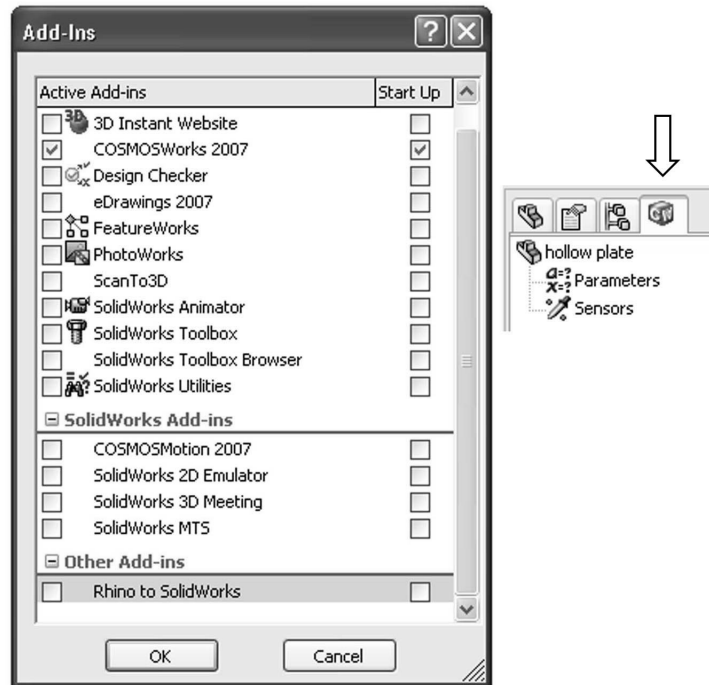 Add-Ins
Active Add-ins Start Up
3D Instant Website
COSMOSWorks 2007
Design Checker
eDrawings 2007
FeatureWorks
PhotoWorks
ScanTo3D
SolidWorks Animator
SolidWorks Toolbox
SolidWorks Toolbox Browser
SolidWorks Utilities
SolidWorks Add-ins
COSMOSMotion 2007
SolidWorks 2D Emulator
SolidWorks 3D Meeting
SolidWorks MTS
Other Add-ins
Rhino to SolidWorks
OK Cancel
hollow plate
Parameters
Sensors